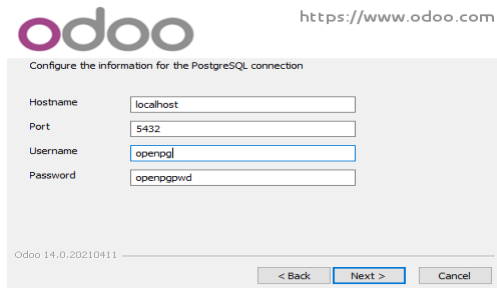 odoo
https://www.odoo.com
Configure the information for the PostgreSQL connection
Hostname localhost
Port 5432
Username openpg
Password openpgpwd
Odoo 14.0.20210411
< Back Next > Cancel